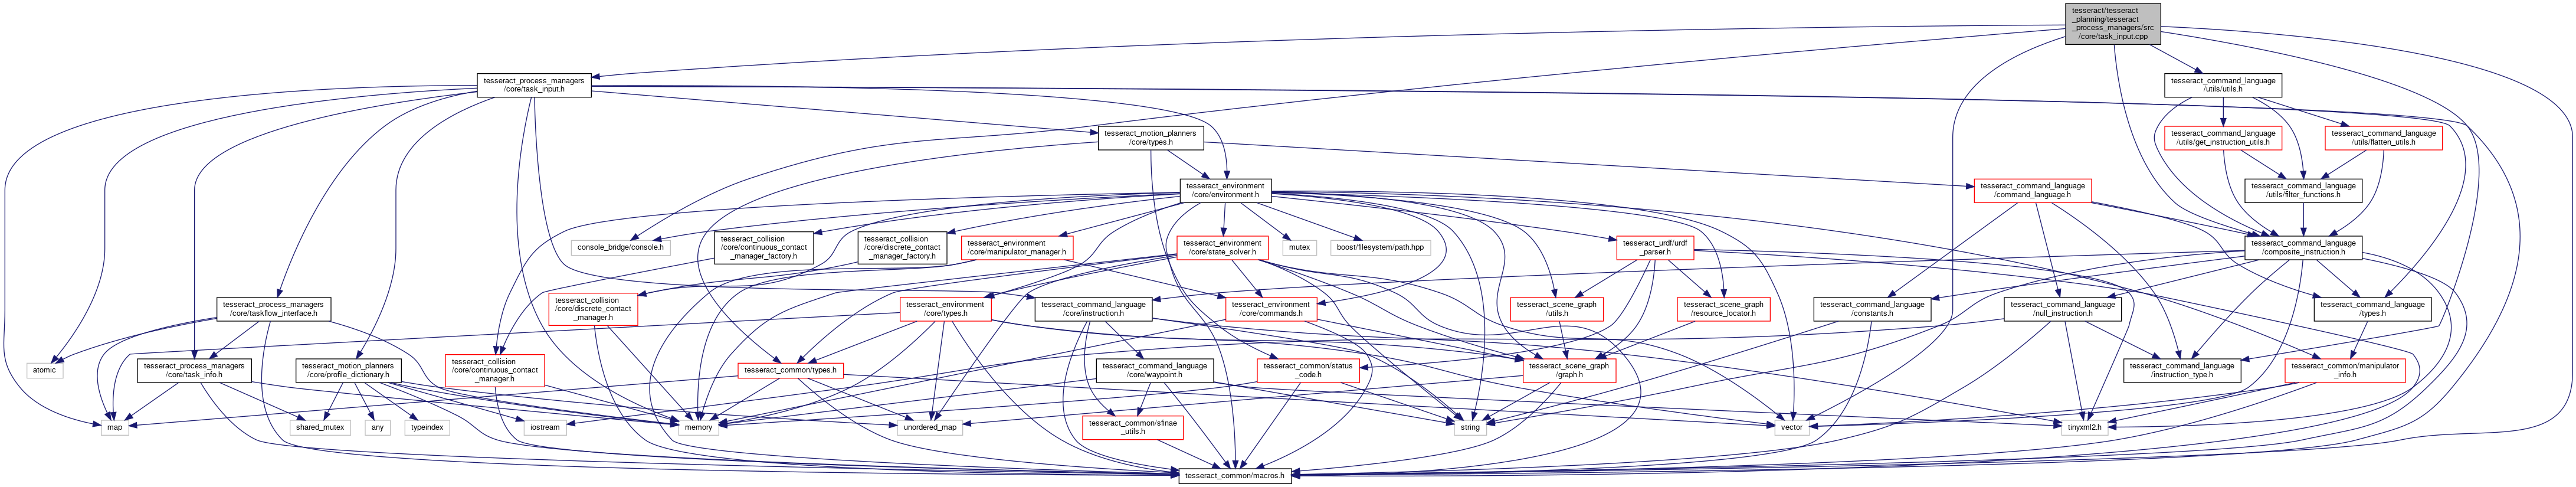 tesseract/tesseract
_planning/tesseract
_process_managers/src
/core/task_input.cpp
tesseract_process_managers
/core/task_input.h
tesseract_command_language
/utils/utils.h
tesseract_motion_planners
/core/types.h
tesseract_command_language
/utils/get_instruction_utils.h
tesseract_command_language
/utils/flatten_utils.h
tesseract_environment
/core/environment.h
tesseract_command_language
/command_language.h
tesseract_command_language
/utils/filter_functions.h
console_bridge/console.h
tesseract_collision
/core/continuous_contact
_manager_factory.h
tesseract_collision
/core/discrete_contact
_manager_factory.h
tesseract_environment
/core/manipulator_manager.h
tesseract_environment
/core/state_solver.h
mutex
boost/filesystem/path.hpp
tesseract_urdf/urdf
_parser.h
tesseract_command_language
/composite_instruction.h
tesseract_process_managers
/core/taskflow_interface.h
tesseract_collision
/core/discrete_contact
_manager.h
tesseract_environment
/core/types.h
tesseract_command_language
/core/instruction.h
tesseract_environment
/core/commands.h
tesseract_scene_graph
/utils.h
tesseract_scene_graph
/resource_locator.h
tesseract_command_language
/constants.h
tesseract_command_language
/null_instruction.h
tesseract_command_language
/types.h
atomic
tesseract_process_managers
/core/task_info.h
tesseract_motion_planners
/core/profile_dictionary.h
tesseract_collision
/core/continuous_contact
_manager.h
tesseract_common/types.h
tesseract_command_language
/core/waypoint.h
tesseract_common/status
_code.h
tesseract_scene_graph
/graph.h
tesseract_command_language
/instruction_type.h
tesseract_common/manipulator
_info.h
map
shared_mutex
any
typeindex
iostream
memory
unordered_map
tesseract_common/sfinae
_utils.h
string
vector
tinyxml2.h
tesseract_common/macros.h